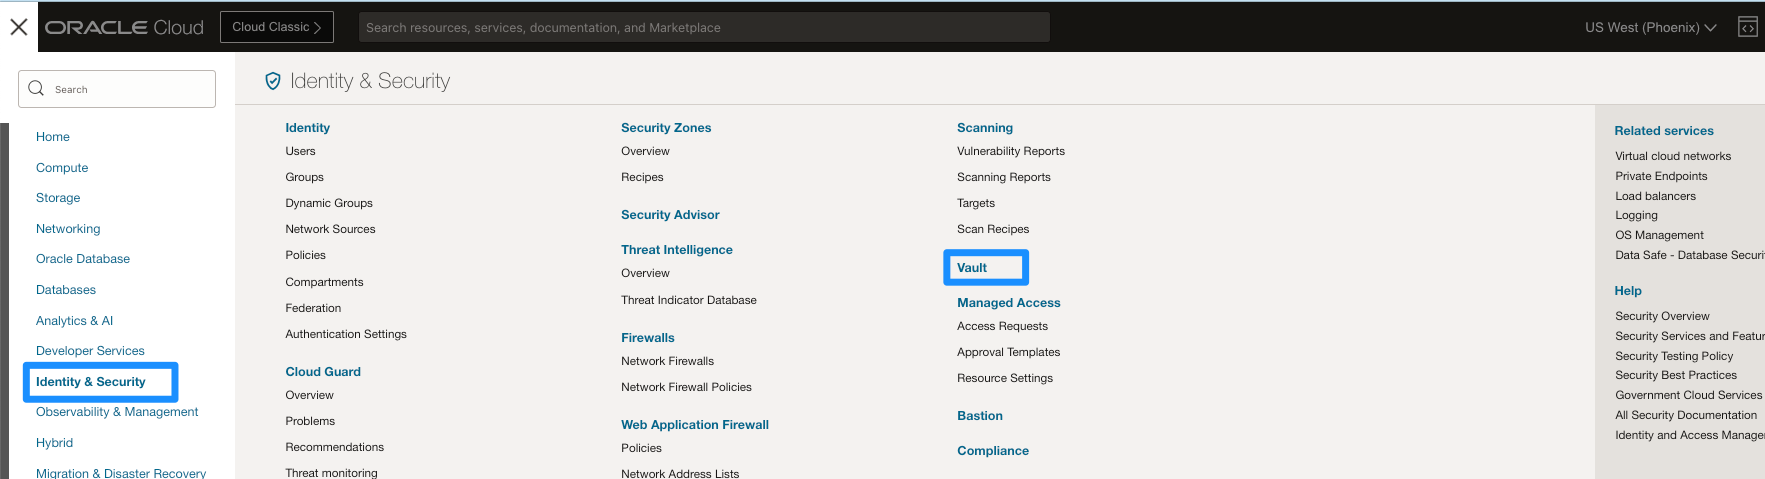 ORACLE Cloud
Cloud Classic >
Search resources, services, documentation, and Marketplace
US West (Phoenix)
Search
Home
Compute
Storage
Networking
Oracle Database
Databases
Analytics & AI
Developer Services
Identity & Security
Observability & Management
Hybrid
Migration & Disaster Recovery
Identity & Security
Identity
Users
Groups
Dynamic Groups
Network Sources
Policies
Compartments
Federation
Authentication Settings
Cloud Guard
Overview
Problems
Recommendations
Threat monitoring
Security Zones
Overview
Recipes
Security Advisor
Threat Intelligence
Overview
Threat Indicator Database
Firewalls
Network Firewalls
Network Firewall Policies
Web Application Firewall
Policies
Network Address Lists
Scanning
Vulnerability Reports
Scanning Reports
Targets
Scan Recipes
Vault
Managed Access
Access Requests
Approval Templates
Resource Settings
Bastion
Compliance
Related services
Virtual cloud networks
Private Endpoints
Load balancers
Logging
OS Management
Data Safe - Database Securi
Help
Security Overview
Security Services and Featur
Security Testing Policy
Security Best Practices
Government Cloud Services
All Security Documentation
Identity and Access Manage